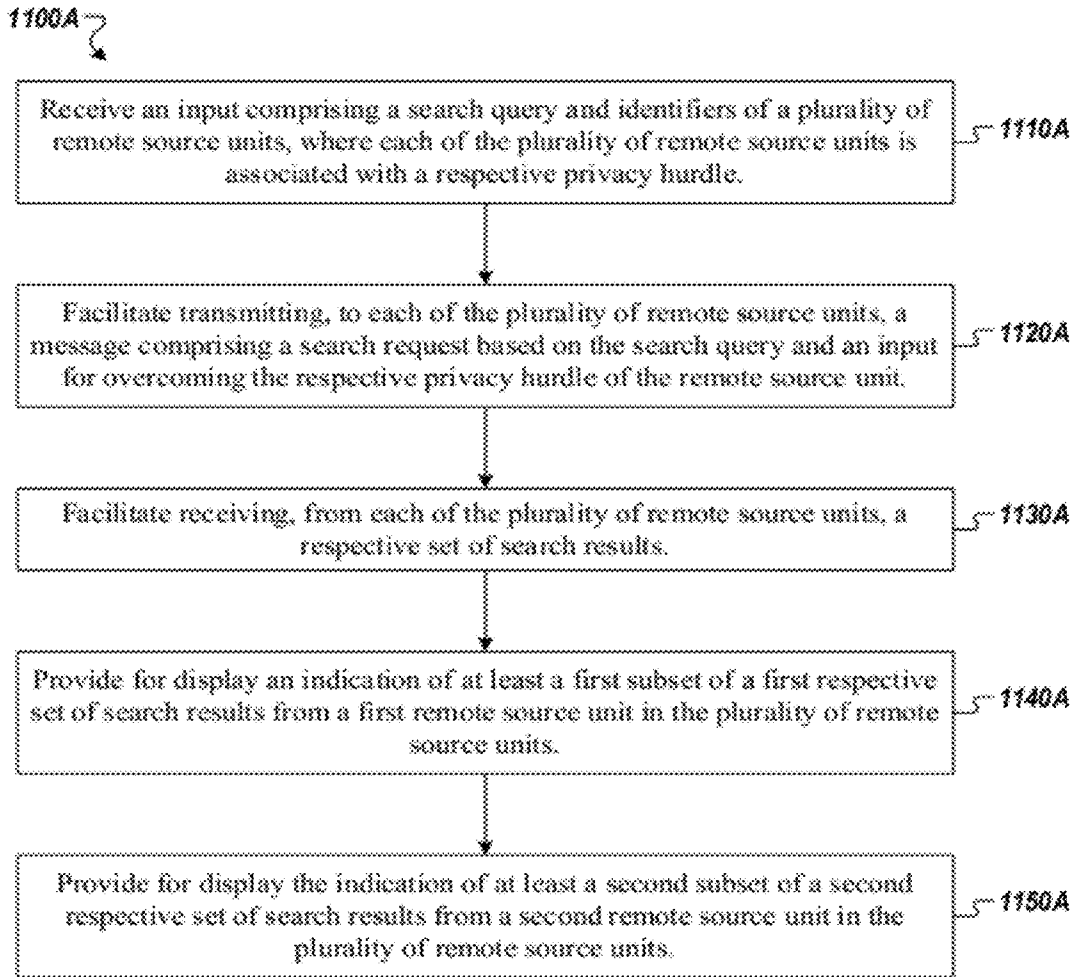 1100A
Receive an input comprising a search query and identifiers of a plurality of
remote source units, where each of the plurality of remote source units is
associated with a respective privacy hurdle.
1110A
Facilitate transmitting, to each of the plurality of remote source units, a
message comprising a search request based on the search query and an input
for overcoming the respective privacy hurdle of the remote source unit.
1120A
Facilitate receiving, from each of the plurality of remote source units, a
respective set of search results.
1130A
Provide for display an indication of at least a first subset of a first respective
set of search results from a first remote source unit in the plurality of remote
source units.
1140A
Provide for display the indication of at least a second subset of a second
respective set of search results from a second remote source unit in the
plurality of remote source units.
1150A